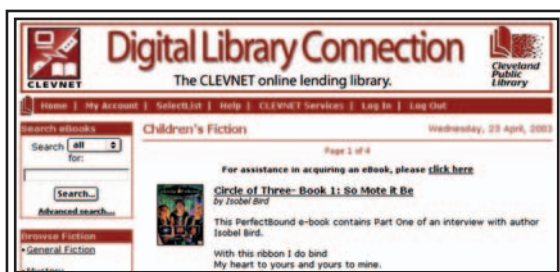 CLEVNET
Digital Library Connection
The CLEVNET online lending library.
Cleveland
Public
Library
Home | My Account | SelectList | Help | CLEVNET Services | Log In | Log Out
Search eBooks
Search all
for:
Search...
Advanced search...
Browse Fiction
•General Fiction
•Mystery
Children's Fiction
Wednesday, 23 April, 2003
Page 1 of 4
For assistance in acquiring an eBook, please click here
Circle of Three- Book 1: So Mote it Be
by Isobel Bird
This PerfectBound e-book contains Part One of an interview with author
Isobel Bird.
With this ribbon I do bind
My heart to yours and yours to mine.